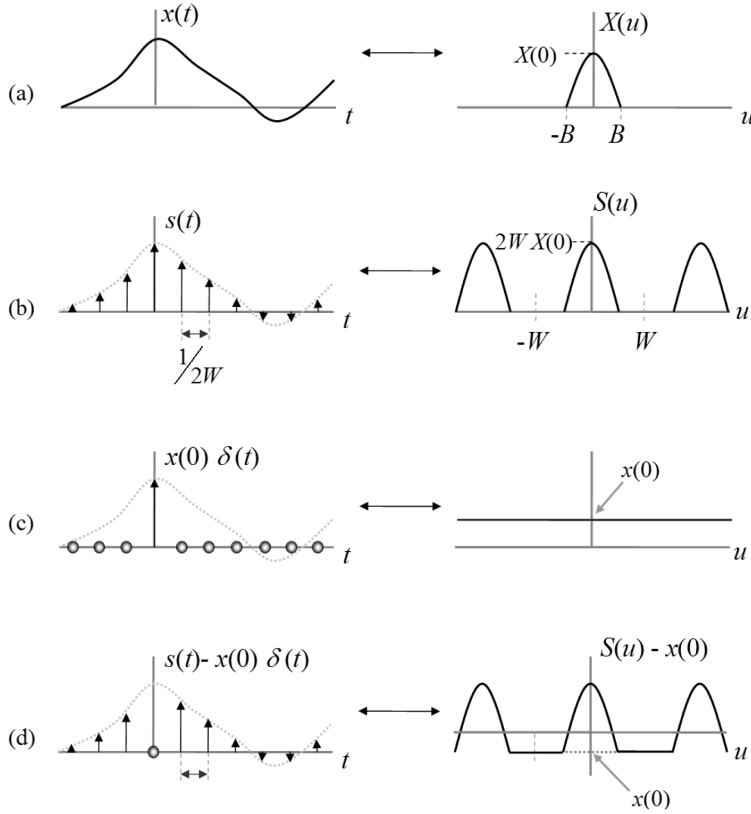 x(t)
X(u)
X(0)
(a)
t
u
-B
B
s(t)
S(u)
2W X(0)
(b)
t
u
-W
W
1/2W
x(0) δ(t)
x(0)
(c)
t
u
s(t)- x(0) δ(t)
S(u) - x(0)
(d)
t
u
x(0)